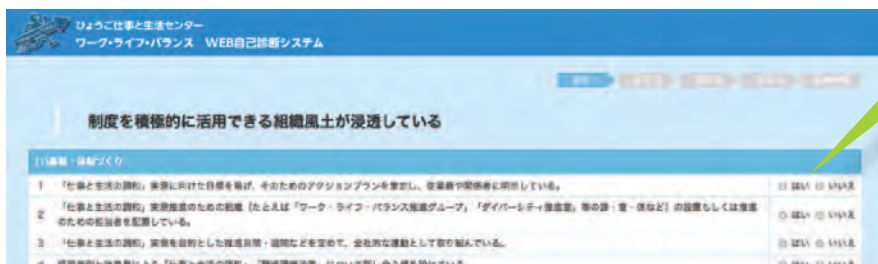 ひょうご仕事と生活センター
ワーク・ライフ・バランス WEB自己診断システム
制度を積極的に活用できる組織風土が浸透している
(1)基盤・体制づくり
1 「仕事と生活の調和」実現に向けた目標を掲げ、そのためのアクションプランを策定し、従業員や関係者に明示している。 はい いいえ
2 「仕事と生活の調和」実現推進のための組織（たとえば「ワーク・ライフ・バランス推進グループ」「ダイバーシティ推進室」等の課・室・係など）の設置もしくは推進
のための担当者を配置している。 はい いいえ
3 「仕事と生活の調和」実現を目的とした推進月間・週間などを定めて、全社的な運動として取り組んでいる。 はい いいえ